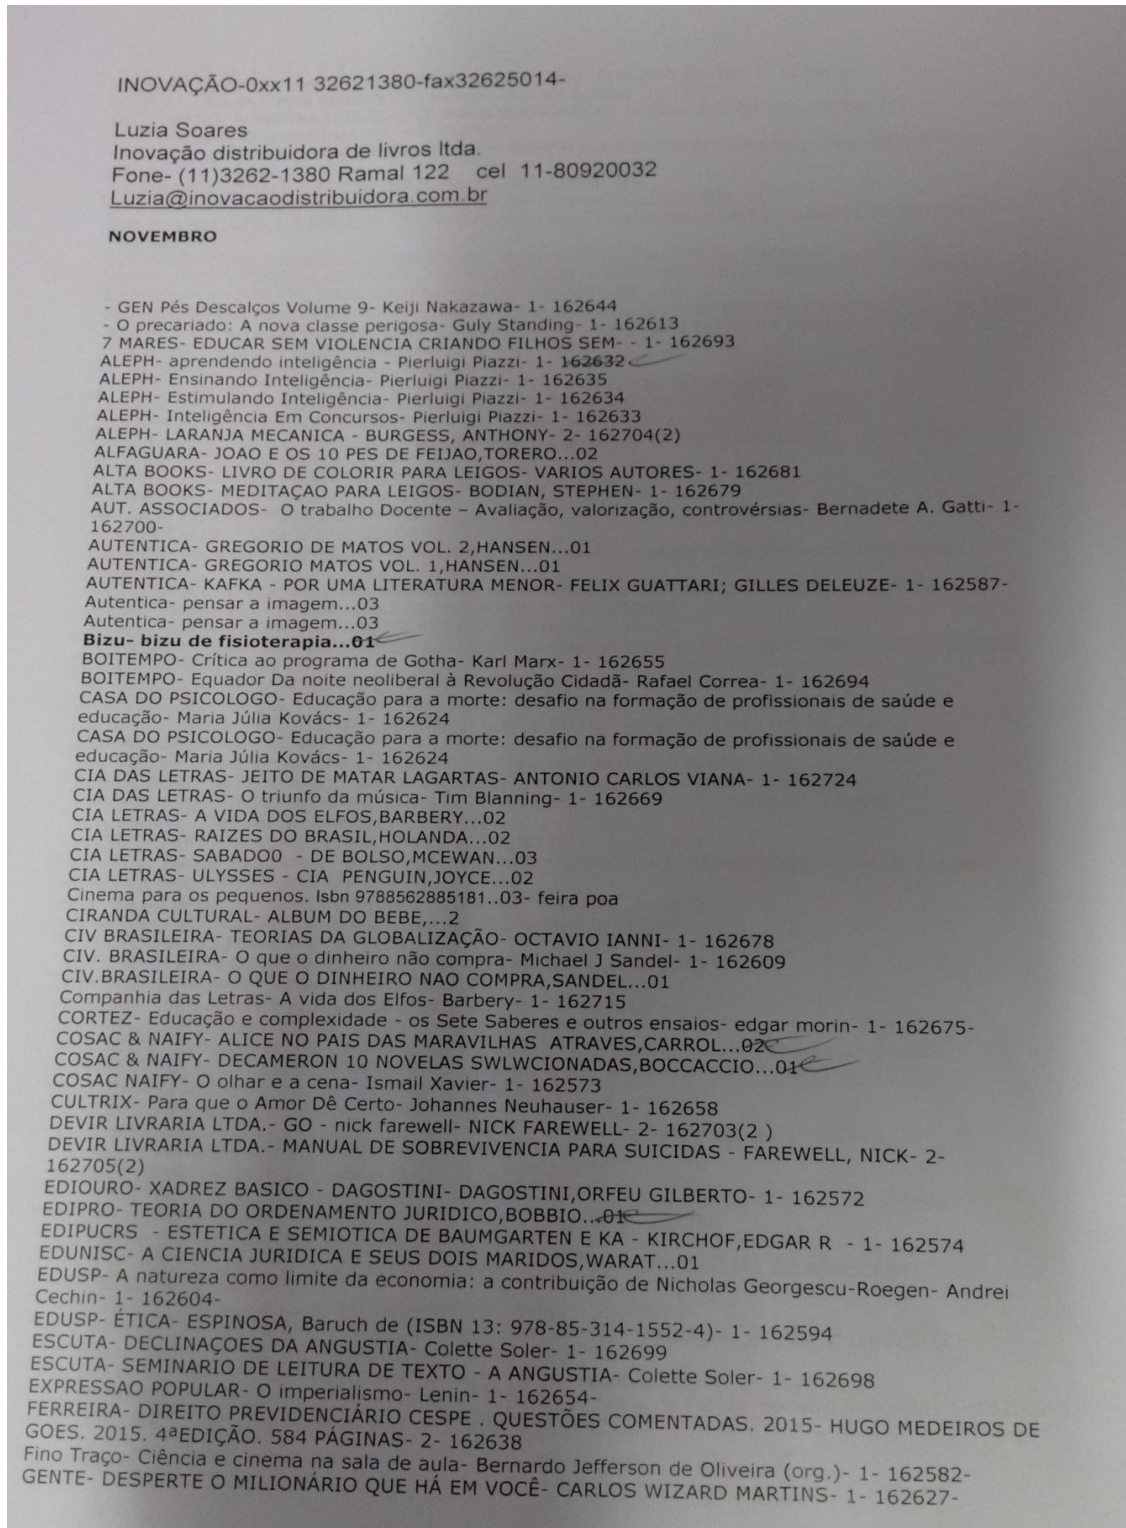 INOVAÇÃO-0xx11 32621380-fax32625014-
Luzia Soares
Inovação distribuidora de livros ltda.
Fone- (11)3262-1380 Ramal 122    cel  11-80920032
Luzia@inovacaodistribuidora.com.br
NOVEMBRO
- GEN Pés Descalços Volume 9- Keiji Nakazawa- 1- 162644
- O precariado: A nova classe perigosa- Guly Standing- 1- 162613
7 MARES- EDUCAR SEM VIOLENCIA CRIANDO FILHOS SEM- - 1- 162693
ALEPH- aprendendo inteligência - Pierluigi Piazzi- 1- 162632
ALEPH- Ensinando Inteligência- Pierluigi Piazzi- 1- 162635
ALEPH- Estimulando Inteligência- Pierluigi Piazzi- 1- 162634
ALEPH- Inteligência Em Concursos- Pierluigi Piazzi- 1- 162633
ALEPH- LARANJA MECANICA - BURGESS, ANTHONY- 2- 162704(2)
ALFAGUARA- JOAO E OS 10 PES DE FEIJAO,TORERO...02
ALTA BOOKS- LIVRO DE COLORIR PARA LEIGOS- VARIOS AUTORES- 1- 162681
ALTA BOOKS- MEDITAÇAO PARA LEIGOS- BODIAN, STEPHEN- 1- 162679
AUT. ASSOCIADOS-  O trabalho Docente – Avaliação, valorização, controvérsias- Bernadete A. Gatti- 1-
162700-
AUTENTICA- GREGORIO DE MATOS VOL. 2,HANSEN...01
AUTENTICA- GREGORIO MATOS VOL. 1,HANSEN...01
AUTENTICA- KAFKA - POR UMA LITERATURA MENOR- FELIX GUATTARI; GILLES DELEUZE- 1- 162587-
Autentica- pensar a imagem...03
Autentica- pensar a imagem...03
Bizu- bizu de fisioterapia...01
BOITEMPO- Crítica ao programa de Gotha- Karl Marx- 1- 162655
BOITEMPO- Equador Da noite neoliberal à Revolução Cidadã- Rafael Correa- 1- 162694
CASA DO PSICOLOGO- Educação para a morte: desafio na formação de profissionais de saúde e
educação- Maria Júlia Kovács- 1- 162624
CASA DO PSICOLOGO- Educação para a morte: desafio na formação de profissionais de saúde e
educação- Maria Júlia Kovács- 1- 162624
CIA DAS LETRAS- JEITO DE MATAR LAGARTAS- ANTONIO CARLOS VIANA- 1- 162724
CIA DAS LETRAS- O triunfo da música- Tim Blanning- 1- 162669
CIA LETRAS- A VIDA DOS ELFOS,BARBERY...02
CIA LETRAS- RAIZES DO BRASIL,HOLANDA...02
CIA LETRAS- SABADO0  - DE BOLSO,MCEWAN...03
CIA LETRAS- ULYSSES - CIA  PENGUIN,JOYCE...02
Cinema para os pequenos. Isbn 9788562885181..03- feira poa
CIRANDA CULTURAL- ALBUM DO BEBE,...2
CIV BRASILEIRA- TEORIAS DA GLOBALIZAÇÃO- OCTAVIO IANNI- 1- 162678
CIV. BRASILEIRA- O que o dinheiro não compra- Michael J Sandel- 1- 162609
CIV.BRASILEIRA- O QUE O DINHEIRO NAO COMPRA,SANDEL...01
Companhia das Letras- A vida dos Elfos- Barbery- 1- 162715
CORTEZ- Educação e complexidade - os Sete Saberes e outros ensaios- edgar morin- 1- 162675-
COSAC & NAIFY- ALICE NO PAIS DAS MARAVILHAS  ATRAVES,CARROL...02
COSAC & NAIFY- DECAMERON 10 NOVELAS SWLWCIONADAS,BOCCACCIO...01
COSAC NAIFY- O olhar e a cena- Ismail Xavier- 1- 162573
CULTRIX- Para que o Amor Dê Certo- Johannes Neuhauser- 1- 162658
DEVIR LIVRARIA LTDA.- GO - nick farewell- NICK FAREWELL- 2- 162703(2 )
DEVIR LIVRARIA LTDA.- MANUAL DE SOBREVIVENCIA PARA SUICIDAS - FAREWELL, NICK- 2-
162705(2)
EDIOURO- XADREZ BASICO - DAGOSTINI- DAGOSTINI,ORFEU GILBERTO- 1- 162572
EDIPRO- TEORIA DO ORDENAMENTO JURIDICO,BOBBIO...01
EDIPUCRS  - ESTETICA E SEMIOTICA DE BAUMGARTEN E KA - KIRCHOF,EDGAR R  - 1- 162574
EDUNISC- A CIENCIA JURIDICA E SEUS DOIS MARIDOS,WARAT...01
EDUSP- A natureza como limite da economia: a contribuição de Nicholas Georgescu-Roegen- Andrei
Cechin- 1- 162604-
EDUSP- ÉTICA- ESPINOSA, Baruch de (ISBN 13: 978-85-314-1552-4)- 1- 162594
ESCUTA- DECLINAÇOES DA ANGUSTIA- Colette Soler- 1- 162699
ESCUTA- SEMINARIO DE LEITURA DE TEXTO - A ANGUSTIA- Colette Soler- 1- 162698
EXPRESSAO POPULAR- O imperialismo- Lenin- 1- 162654-
FERREIRA- DIREITO PREVIDENCIÁRIO CESPE . QUESTÕES COMENTADAS. 2015- HUGO MEDEIROS DE
GOES. 2015. 4ªEDIÇÃO. 584 PÁGINAS- 2- 162638
Fino Traço- Ciência e cinema na sala de aula- Bernardo Jefferson de Oliveira (org.)- 1- 162582-
GENTE- DESPERTE O MILIONÁRIO QUE HÁ EM VOCÊ- CARLOS WIZARD MARTINS- 1- 162627-